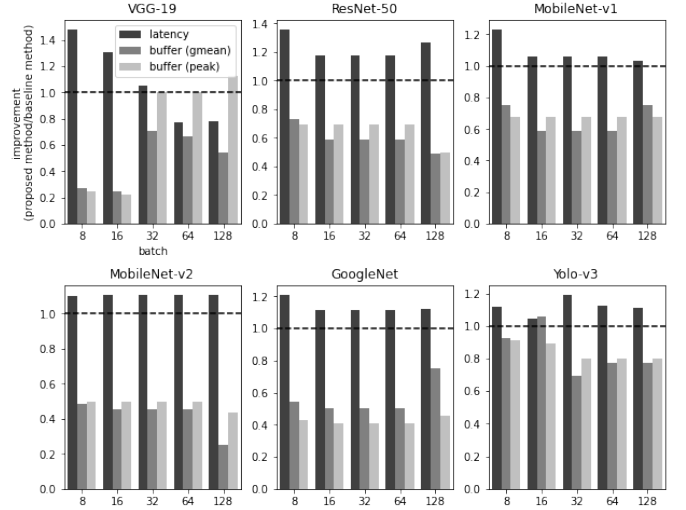 VGG-19
ResNet-50
MobileNet-v1
1.4
1.2
1.0
0.8
0.6
0.4
0.2
0.0
improvement
(proposed method/baseline method)
latency
buffer (gmean)
buffer (peak)
8 16 32 64 128
batch
1.4
1.2
1.0
0.8
0.6
0.4
0.2
0.0
8 16 32 64 128
1.2
1.0
0.8
0.6
0.4
0.2
0.0
8 16 32 64 128
MobileNet-v2
GoogleNet
Yolo-v3
1.0
0.8
0.6
0.4
0.2
0.0
8 16 32 64 128
1.2
1.0
0.8
0.6
0.4
0.2
0.0
8 16 32 64 128
1.2
1.0
0.8
0.6
0.4
0.2
0.0
8 16 32 64 128